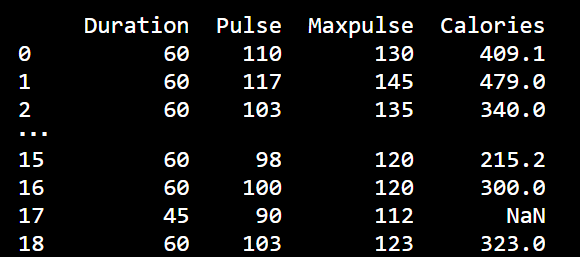 Duration Pulse Maxpulse Calories
0 60 110 130 409.1
1 60 117 145 479.0
2 60 103 135 340.0
...
15 60 98 120 215.2
16 60 100 120 300.0
17 45 90 112 NaN
18 60 103 123 323.0